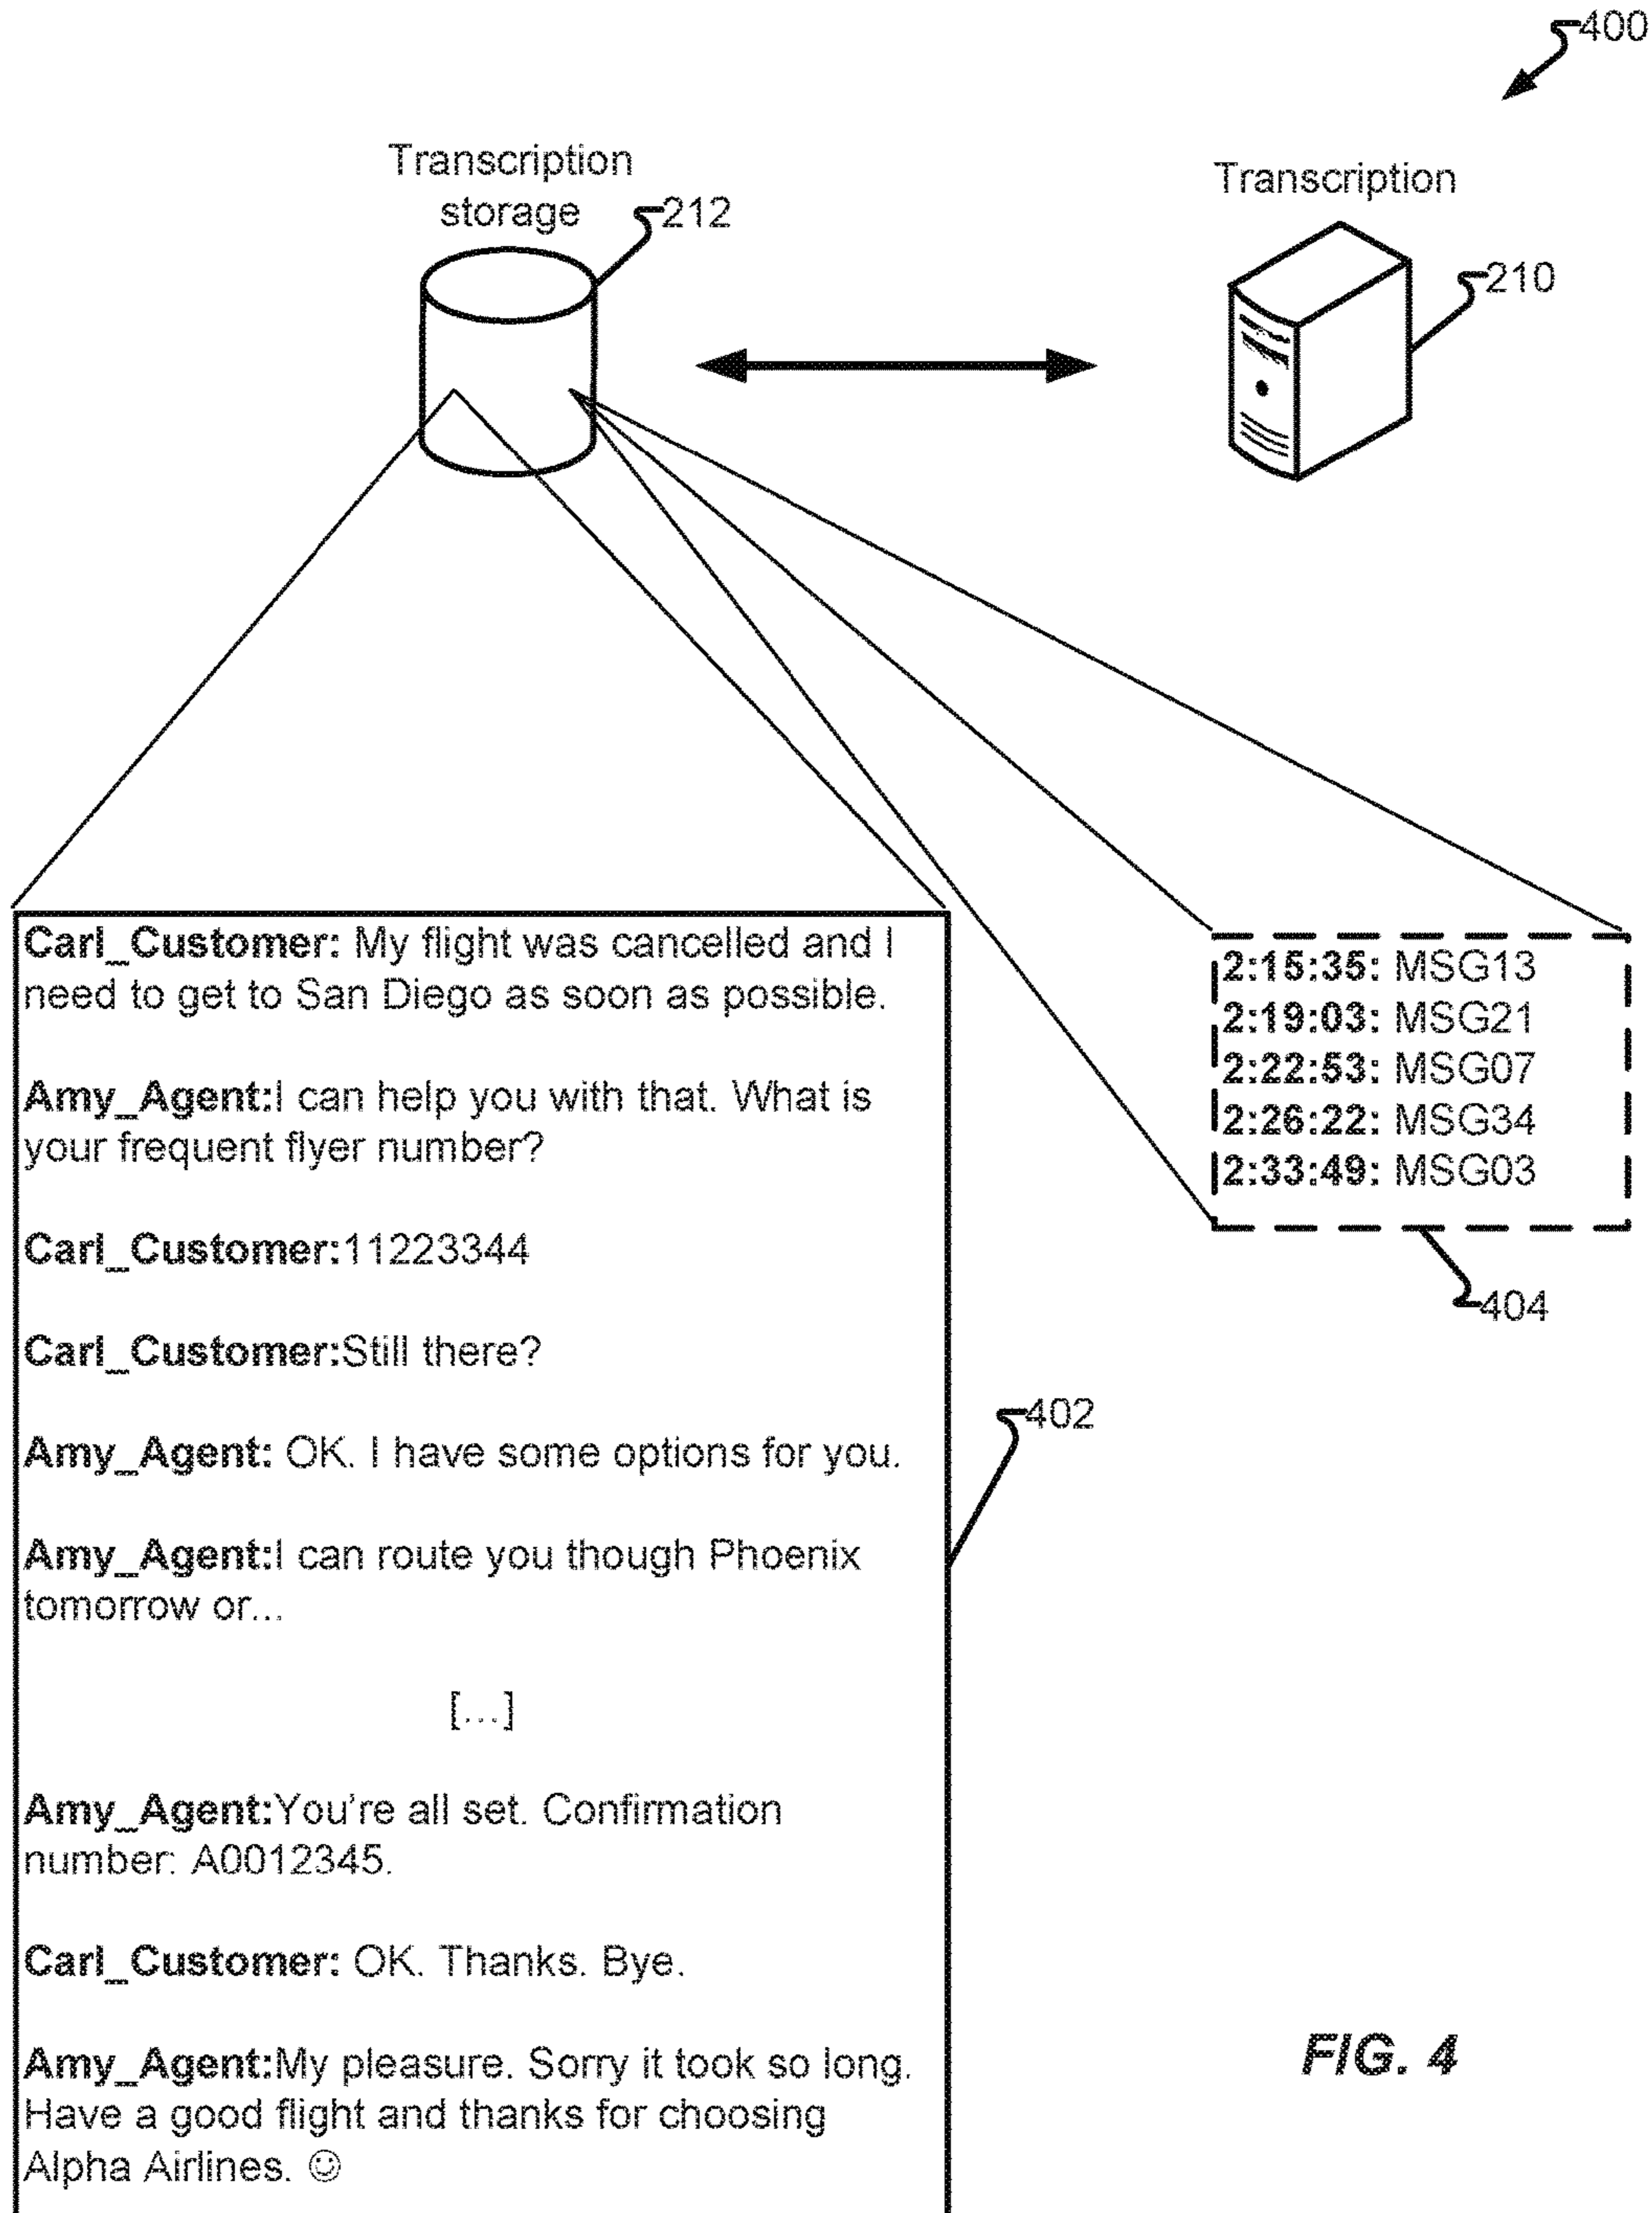 400
Transcription
storage
212
Transcription
210
Carl_Customer: My flight was cancelled and I
need to get to San Diego as soon as possible.
Amy_Agent:I can help you with that. What is
your frequent flyer number?
Carl_Customer:11223344
Carl_Customer:Still there?
Amy_Agent: OK. I have some options for you.
Amy_Agent:I can route you though Phoenix
tomorrow or...
[...]
Amy_Agent:You're all set. Confirmation
number: A0012345.
Carl_Customer: OK. Thanks. Bye.
Amy_Agent:My pleasure. Sorry it took so long.
Have a good flight and thanks for choosing
Alpha Airlines. ☺
402
2:15:35: MSG13
2:19:03: MSG21
2:22:53: MSG07
2:26:22: MSG34
2:33:49: MSG03
404
FIG. 4